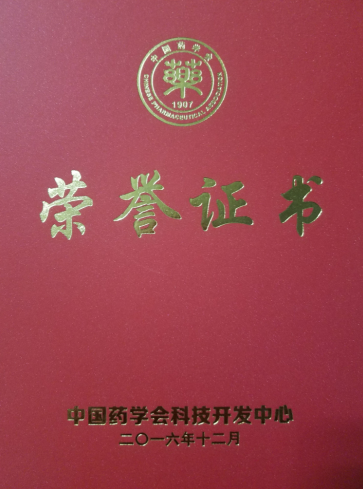 中国药学会
藥
CHINESE PHARMACEUTICAL ASSOCIATION
1907
荣誉证书
中国药学会科技开发中心
二〇一六年十二月